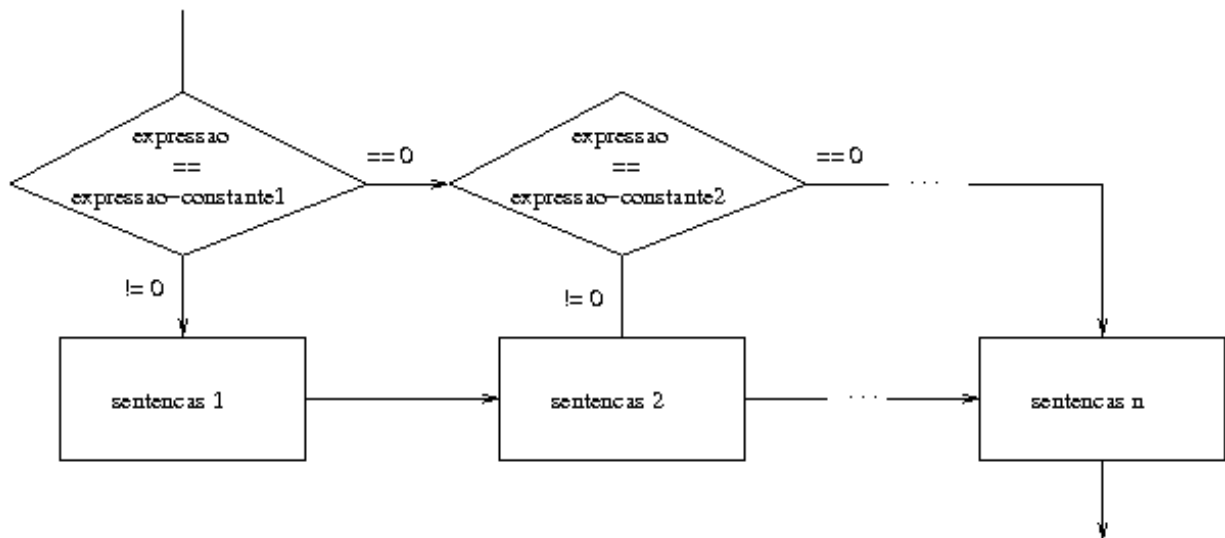 expressao
==
expressao-constante1
== 0
expressao
==
expressao-constante2
== 0
...
!= 0
!= 0
sentencas 1
sentencas 2
...
sentencas n